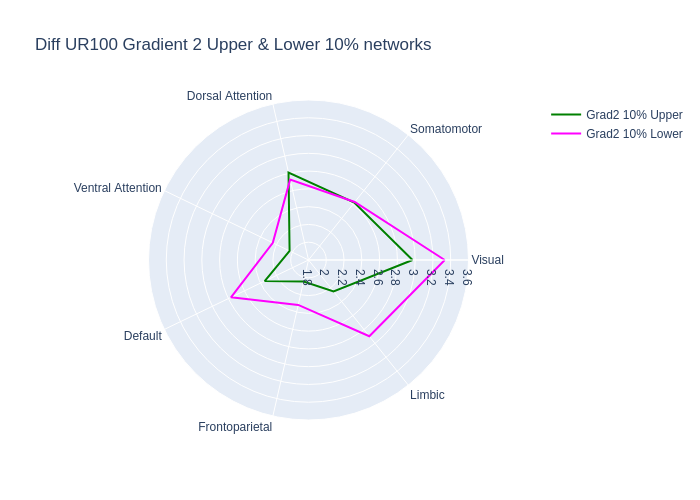 Diff UR100 Gradient 2 Upper & Lower 10% networks
Dorsal Attention
Somatomotor
Grad2 10% Upper
Grad2 10% Lower
Ventral Attention
Visual
1.8
2
2.2
2.4
2.6
2.8
3
3.2
3.4
3.6
Default
Limbic
Frontoparietal